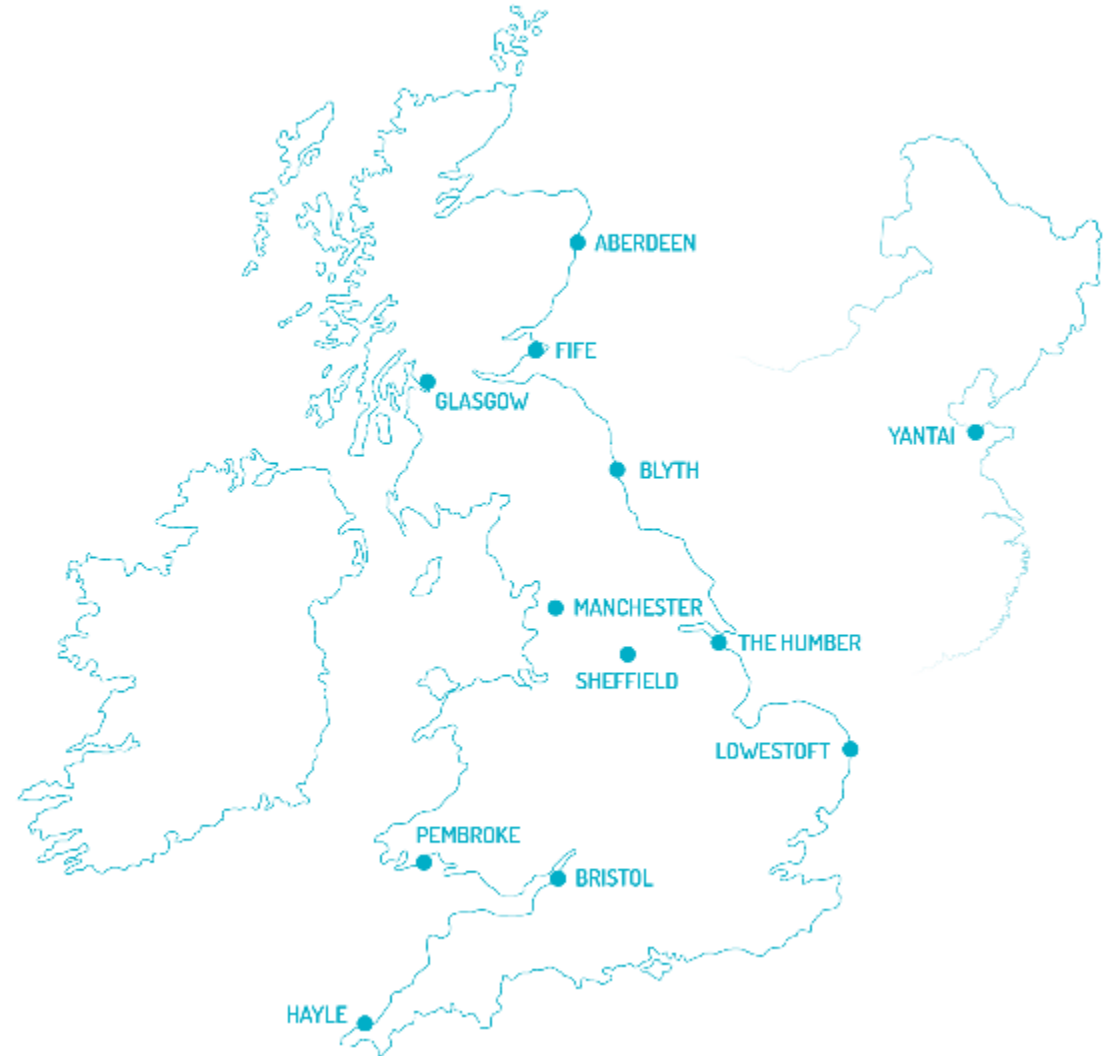 ABERDEEN
FIFE
GLASGOW
YANTAI
BLYTH
MANCHESTER
THE HUMBER
SHEFFIELD
LOWESTOFT
PEMBROKE
BRISTOL
HAYLE